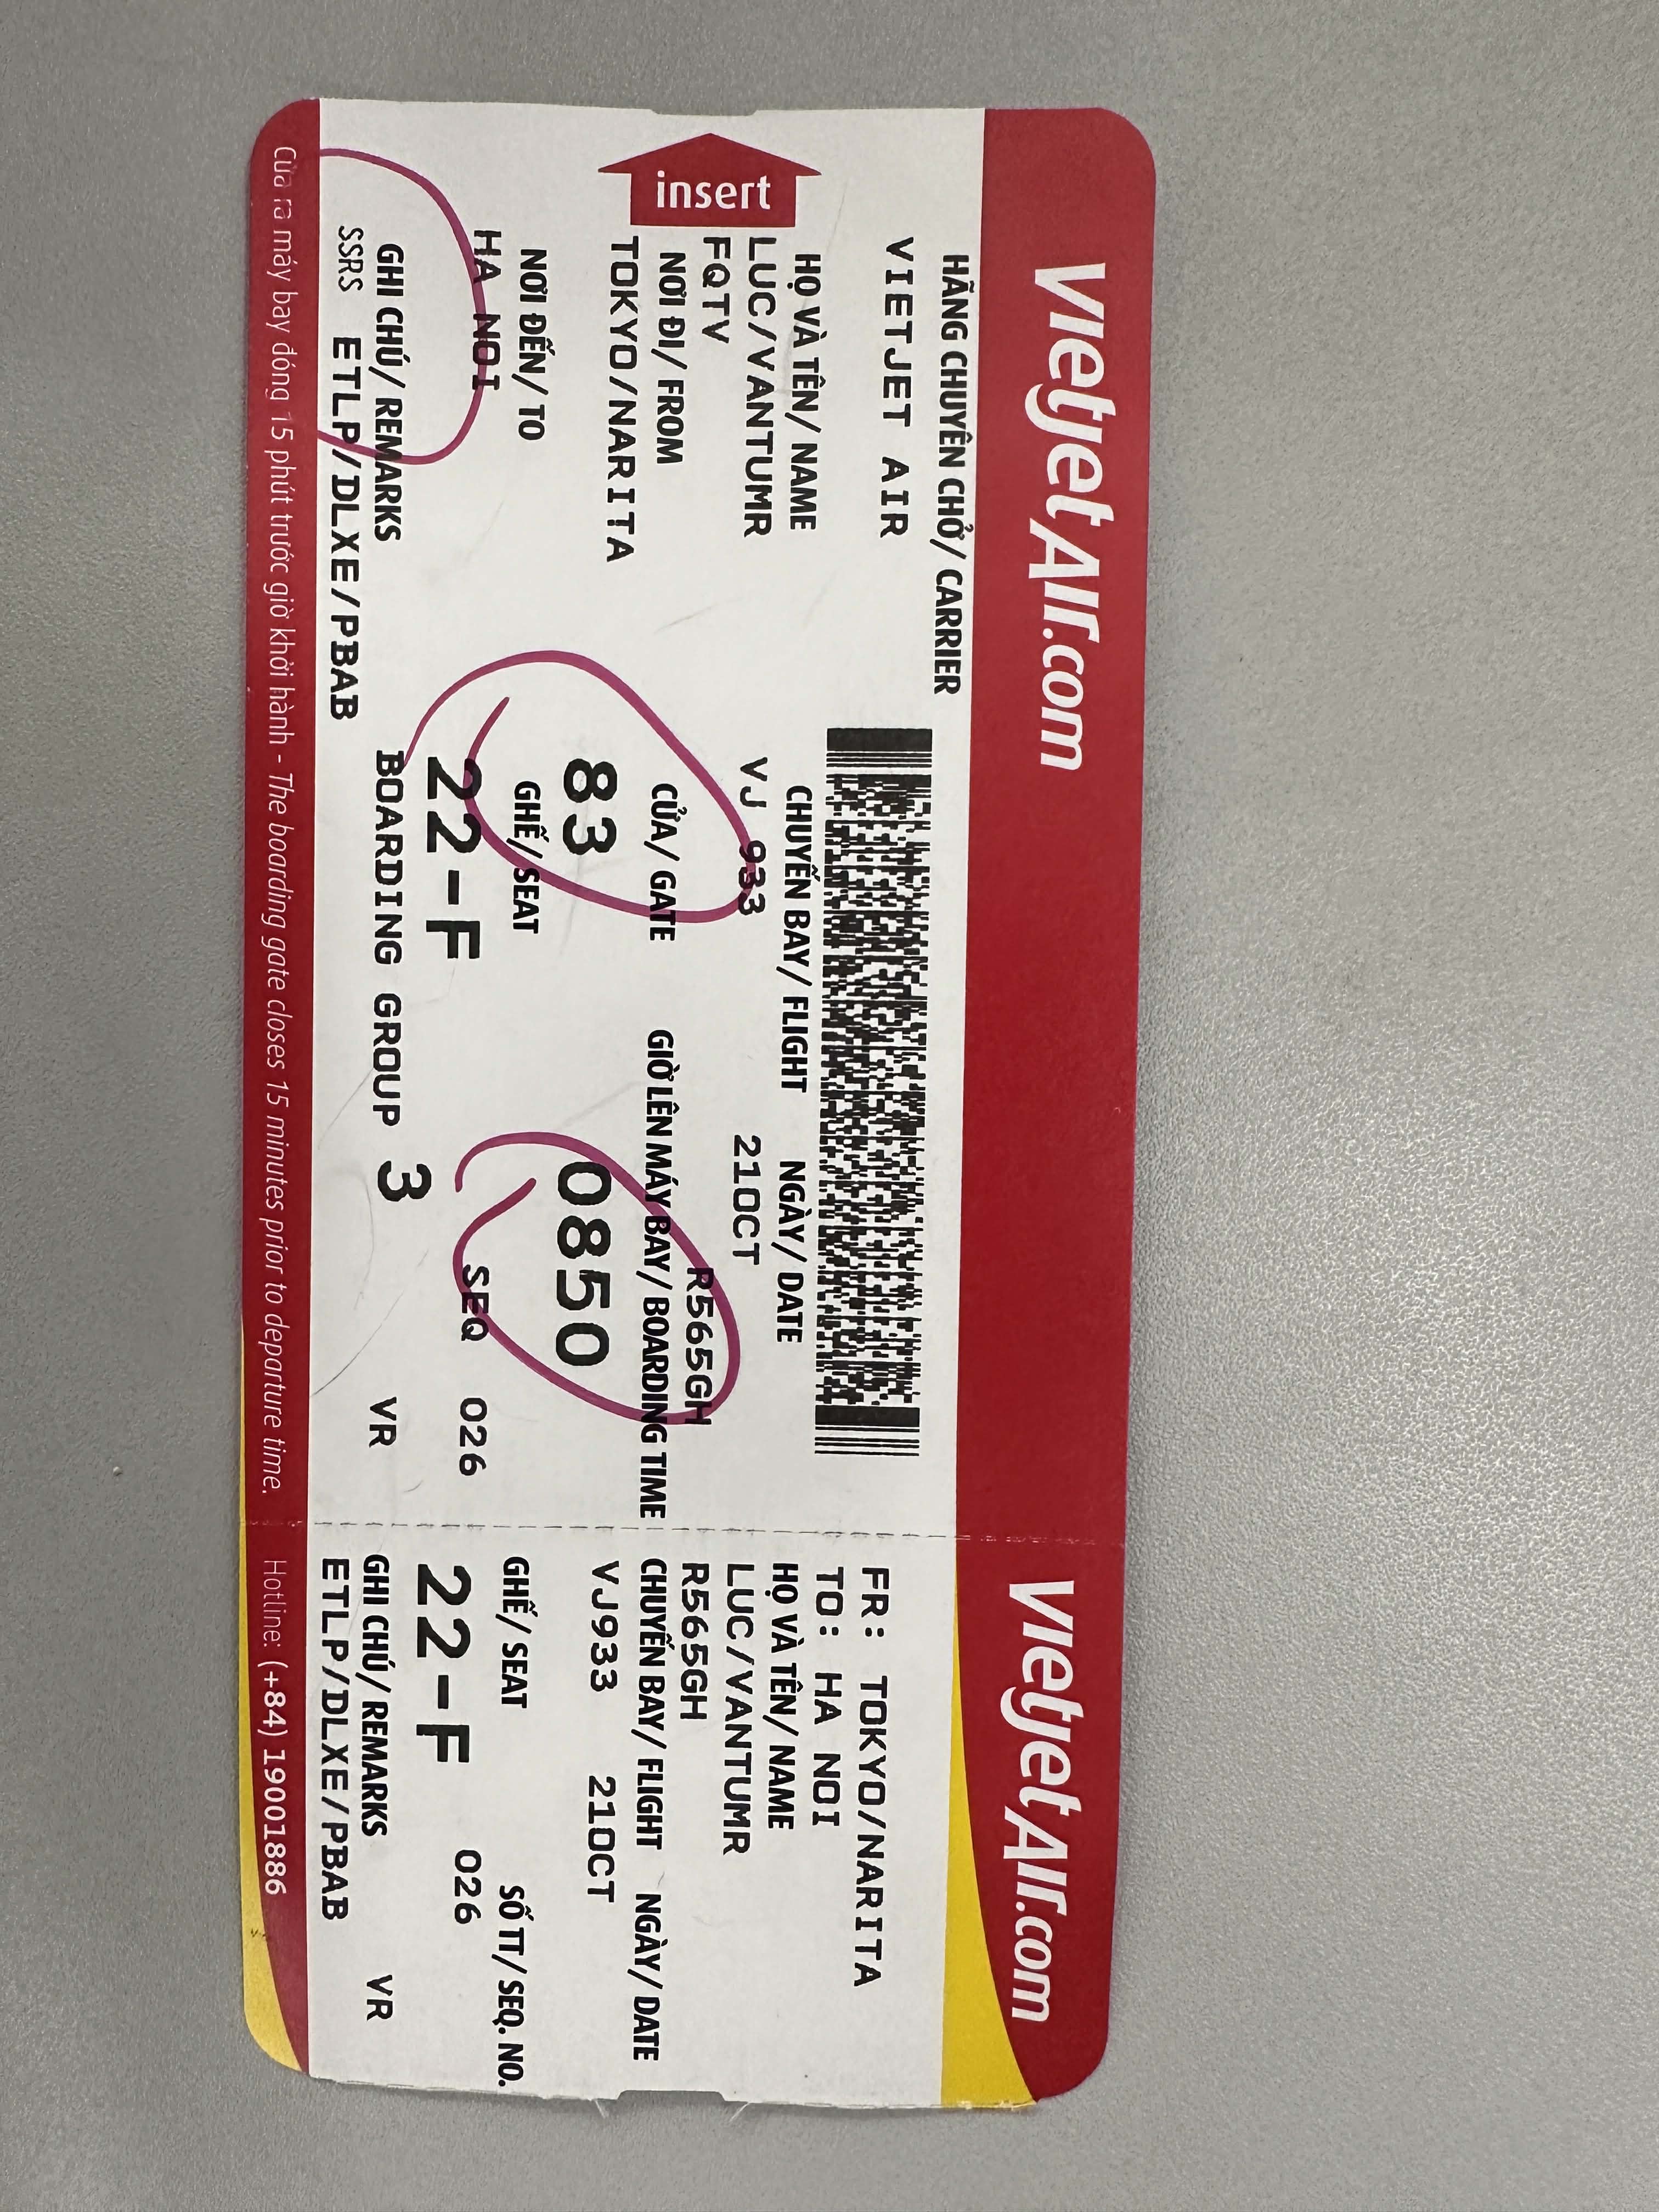 VietjetAir.com
HÃNG CHUYÊN CHỞ/ CARRIER
VIETJET AIR
HỌ VÀ TÊN/ NAME
LUC/VANTUMR
FQTV
NƠI ĐI/ FROM
TOKYO/NARITA
NƠI ĐẾN/ TO
HA NOI
GHI CHÚ/ REMARKS
SSRS ETLP/DLXE/PBAB
insert
CHUYẾN BAY/ FLIGHT NGÀY/ DATE
VJ 933 21OCT
R565GH
CỬA/ GATE GIỜ LÊN MÁY BAY/ BOARDING TIME
83 0850
GHẾ/ SEAT
22-F SEQ 026
BOARDING GROUP 3 VR
Cửa ra máy bay đóng 15 phút trước giờ khởi hành - The boarding gate closes 15 minutes prior to departure time.
VietjetAir.com
FR: TOKYO/NARITA
TO: HA NOI
HỌ VÀ TÊN/ NAME
LUC/VANTUMR
R565GH
CHUYẾN BAY/ FLIGHT NGÀY/ DATE
VJ933 21OCT
GHẾ/ SEAT SỐ TT/ SEQ. NO.
22-F 026
GHI CHÚ/ REMARKS VR
ETLP/DLXE/PBAB
Hotline: (+84) 19001886